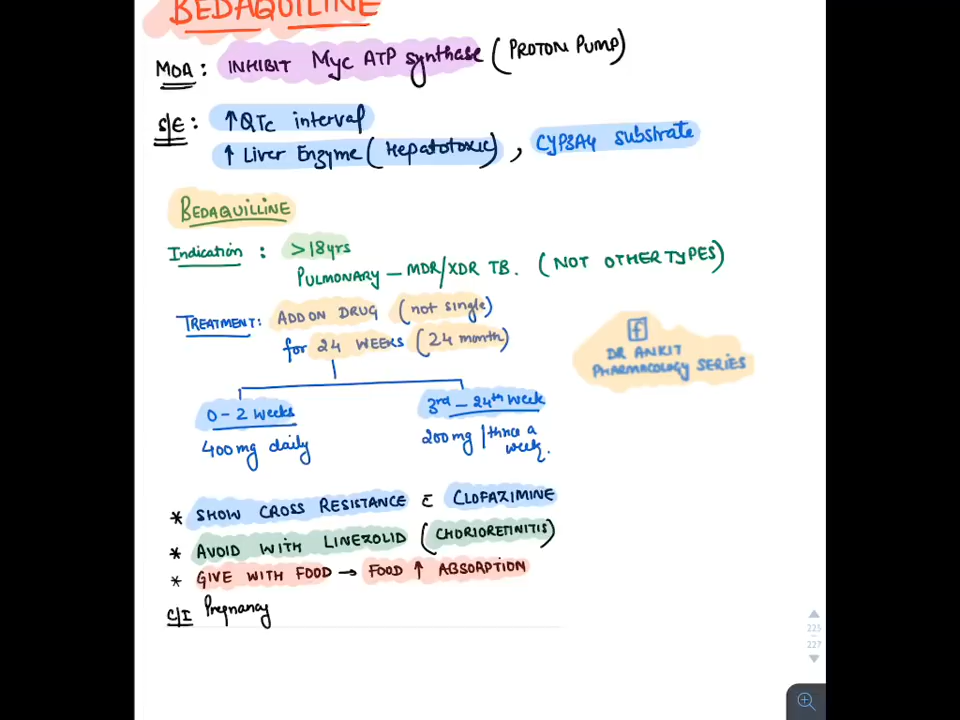 BEDAQUILINE
MOA : INHIBIT Myc ATP synthase (PROTON PUMP)
S/E : ↑QTc interval
↑ Liver Enzyme (Hepatotoxic) , CYP3A4 substrate
BEDAQUILLINE
Indication : >18yrs
PULMONARY – MDR/XDR TB. (NOT OTHER TYPES)
TREATMENT: ADD ON DRUG (not single)
for 24 WEEKS (24 month)
f
DR ANKIT
PHARMACOLOGY SERIES
0 – 2 weeks
400mg daily
3rd – 24th week
200mg / thrice a
week.
* SHOW CROSS RESISTANCE c CLOFAZIMINE
* AVOID WITH LINEZOLID (CHORIORETINITIS)
* GIVE WITH FOOD → FOOD ↑ ABSORPTION
C/I Pregnancy
225
–
227